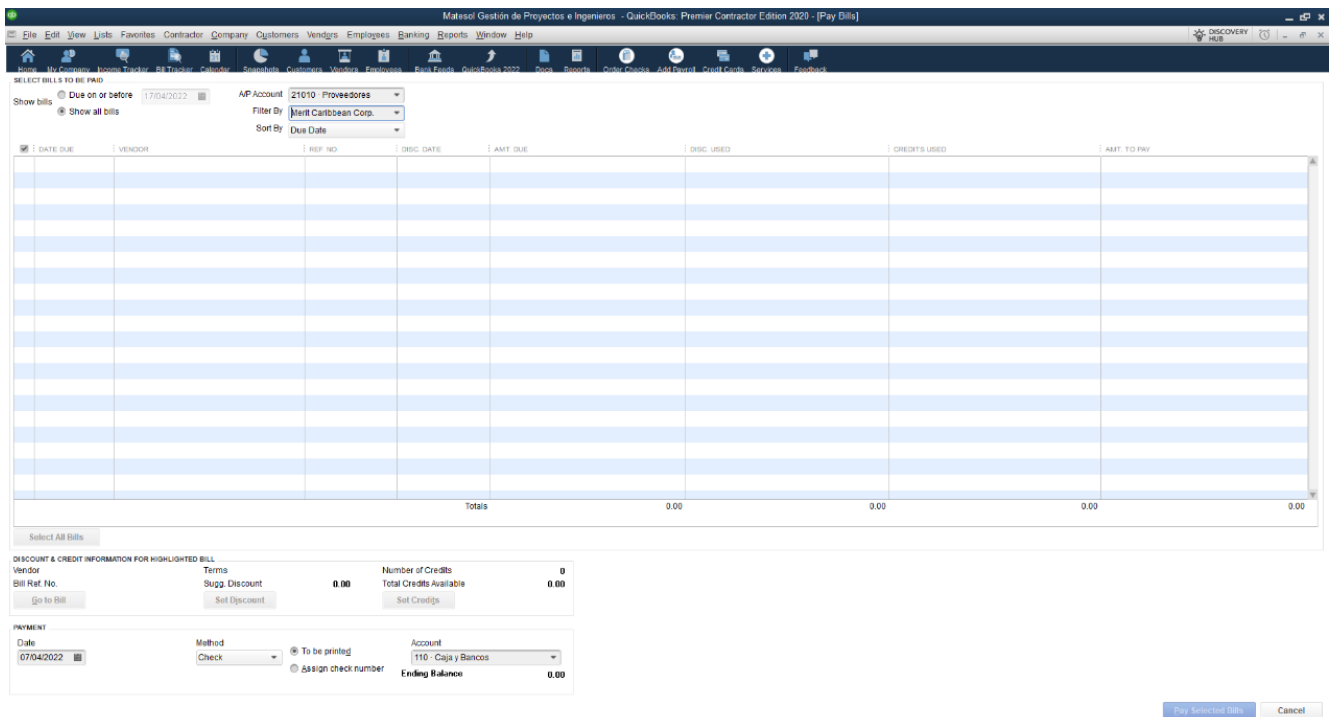 qb Matesol Gestión de Proyectos e Ingenieros - QuickBooks: Premier Contractor Edition 2020 - [Pay Bills]
File Edit View Lists Favorites Contractor Company Customers Vendors Employees Banking Reports Window Help DISCOVERY HUB
Home My Company Income Tracker Bill Tracker Calendar Snapshots Customers Vendors Employees Bank Feeds QuickBooks 2022 Docs Reports Order Checks Add Payroll Credit Cards Services Feedback
SELECT BILLS TO BE PAID
Show bills Due on or before 17/04/2022 A/P Account 21010 · Proveedores
Show all bills Filter By Merit Caribbean Corp.
Sort By Due Date
DATE DUE VENDOR REF. NO. DISC. DATE AMT. DUE DISC. USED CREDITS USED AMT. TO PAY
Totals 0.00 0.00 0.00 0.00
Select All Bills
DISCOUNT & CREDIT INFORMATION FOR HIGHLIGHTED BILL
Vendor Terms Number of Credits 0
Bill Ref. No. Sugg. Discount 0.00 Total Credits Available 0.00
Go to Bill Set Discount Set Credits
PAYMENT
Date Method To be printed Account
07/04/2022 Check Assign check number 110 · Caja y Bancos
Ending Balance 0.00
Pay Selected Bills Cancel